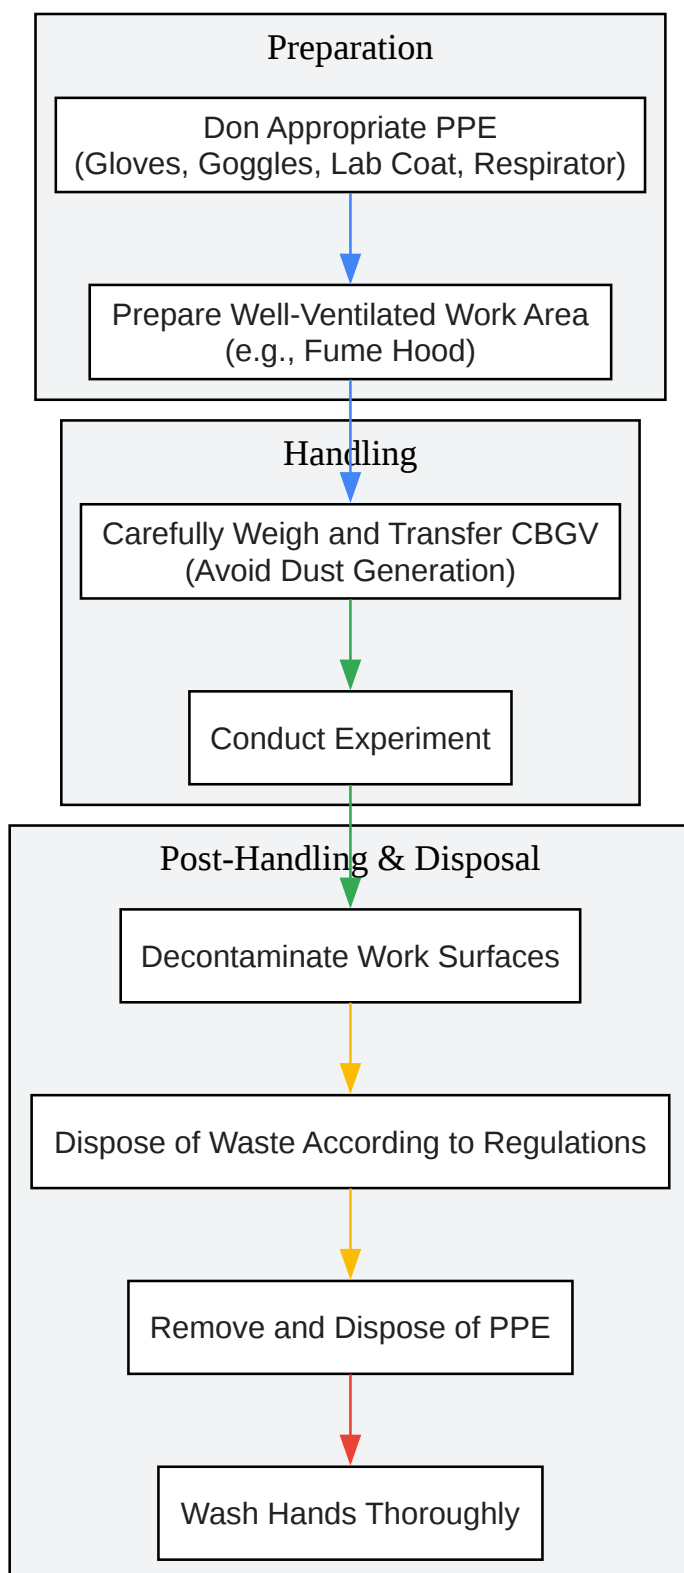 Preparation
Don Appropriate PPE
(Gloves, Goggles, Lab Coat, Respirator)
Prepare Well-Ventilated Work Area
(e.g., Fume Hood)
Handling
Carefully Weigh and Transfer CBGV
(Avoid Dust Generation)
Conduct Experiment
Post-Handling & Disposal
Decontaminate Work Surfaces
Dispose of Waste According to Regulations
Remove and Dispose of PPE
Wash Hands Thoroughly